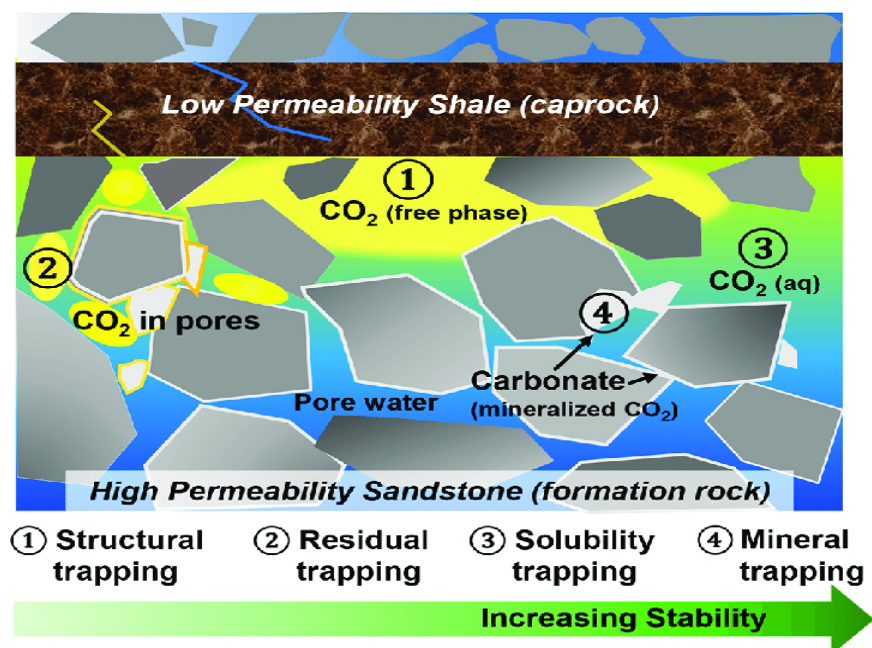 Low Permeability Shale (caprock)
①
CO₂ (free phase)
②
③
CO₂ (aq)
CO₂ in pores
④
Carbonate
Pore water
(mineralized CO₂)
High Permeability Sandstone (formation rock)
① Structural trapping
② Residual trapping
③ Solubility trapping
④ Mineral trapping
Increasing Stability